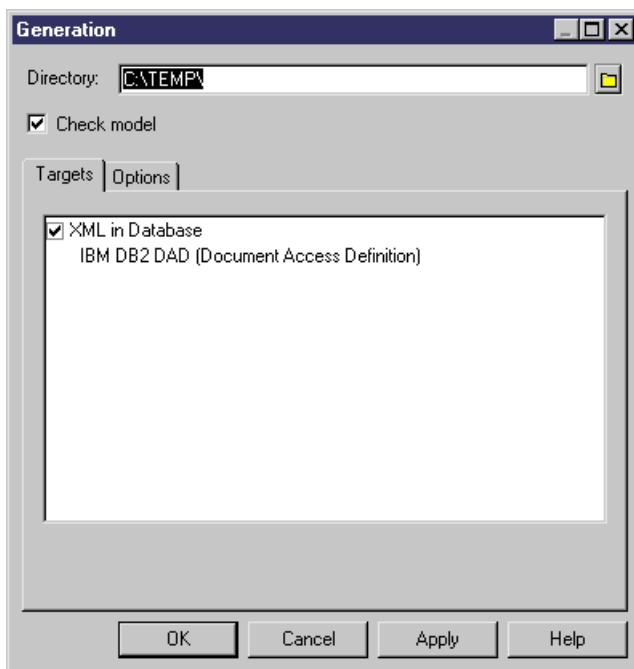 Generation
Directory: C:\TEMP\
Check model
Targets Options
XML in Database
IBM DB2 DAD (Document Access Definition)
OK Cancel Apply Help